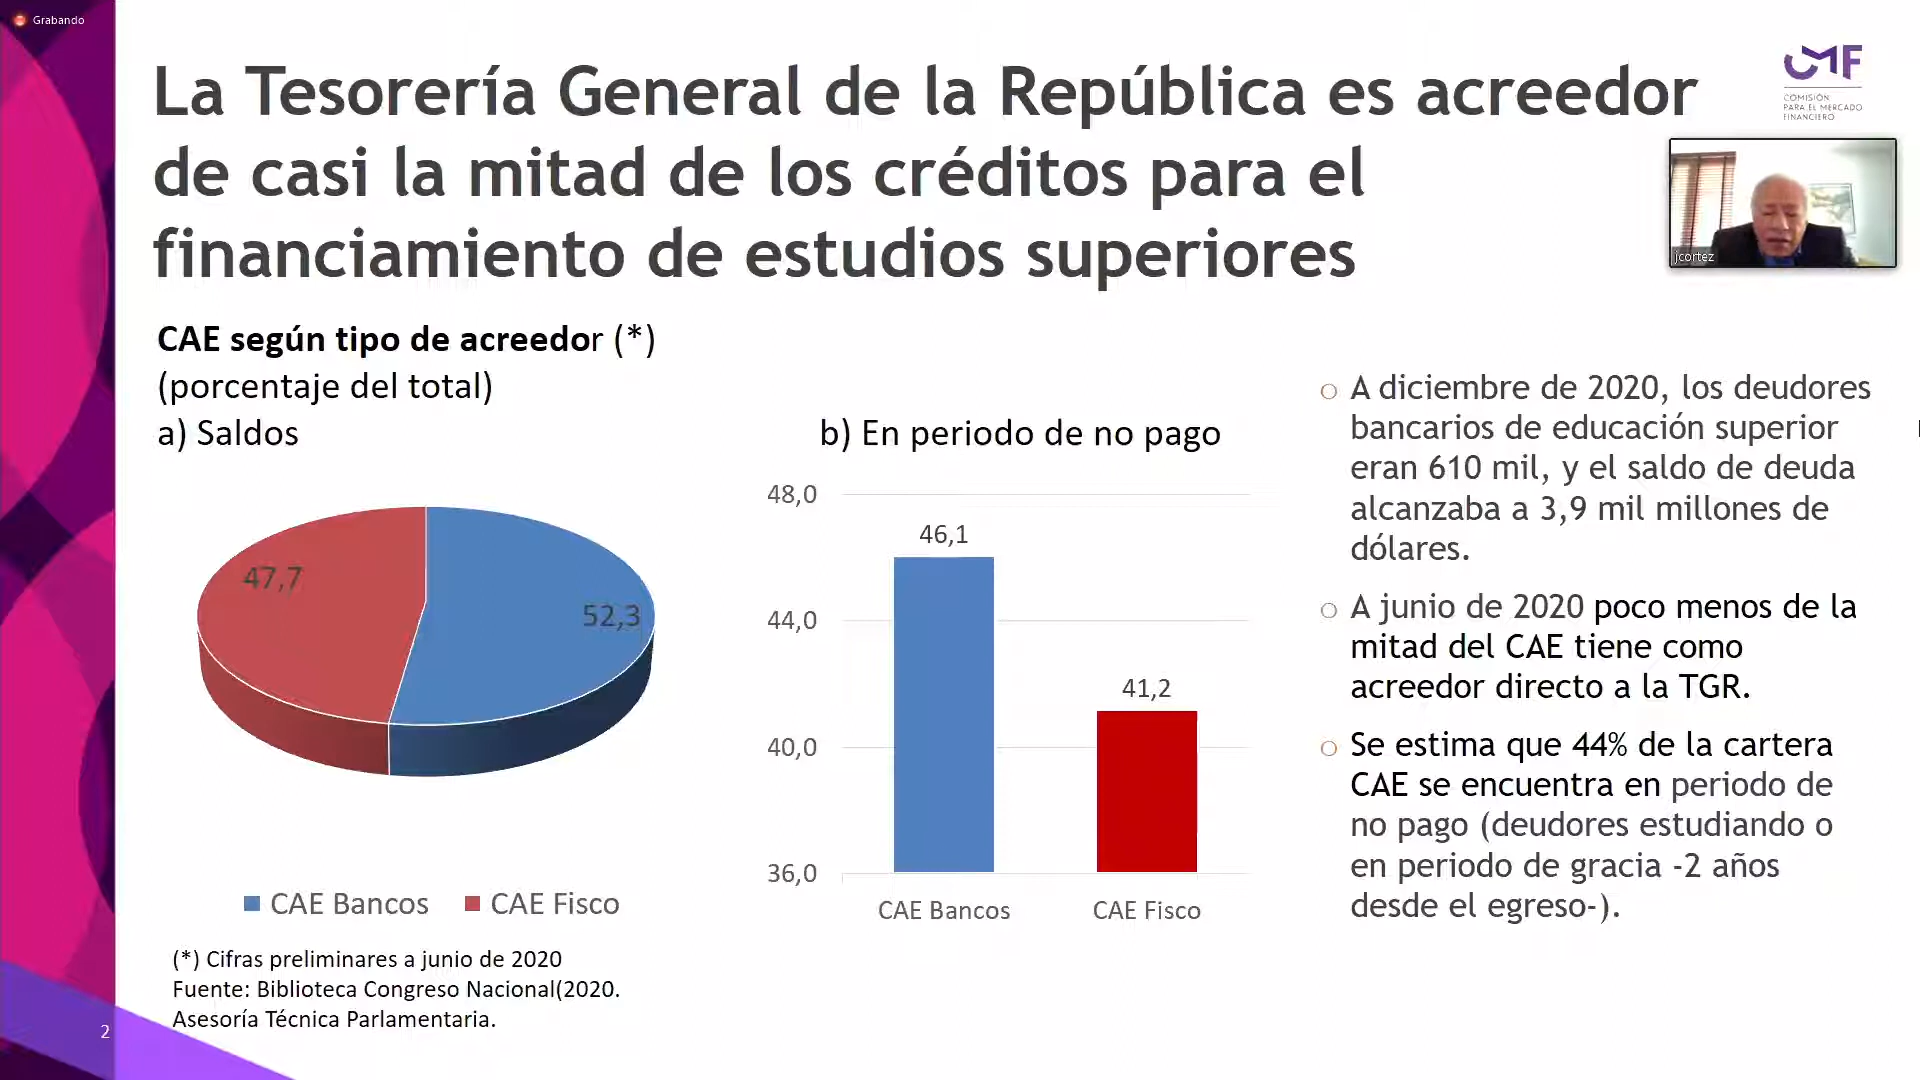 Grabando
La Tesorería General de la República es acreedor
de casi la mitad de los créditos para el
financiamiento de estudios superiores
CMF
COMISIÓN
PARA EL MERCADO
FINANCIERO
jcortez
CAE según tipo de acreedor (*)
(porcentaje del total)
a) Saldos
47,7
52,3
CAE Bancos CAE Fisco
(*) Cifras preliminares a junio de 2020
Fuente: Biblioteca Congreso Nacional(2020.
Asesoría Técnica Parlamentaria.
b) En periodo de no pago
48,0
44,0
40,0
36,0
46,1
41,2
CAE Bancos CAE Fisco
A diciembre de 2020, los deudores
bancarios de educación superior
eran 610 mil, y el saldo de deuda
alcanzaba a 3,9 mil millones de
dólares.
A junio de 2020 poco menos de la
mitad del CAE tiene como
acreedor directo a la TGR.
Se estima que 44% de la cartera
CAE se encuentra en periodo de
no pago (deudores estudiando o
en periodo de gracia -2 años
desde el egreso-).
2